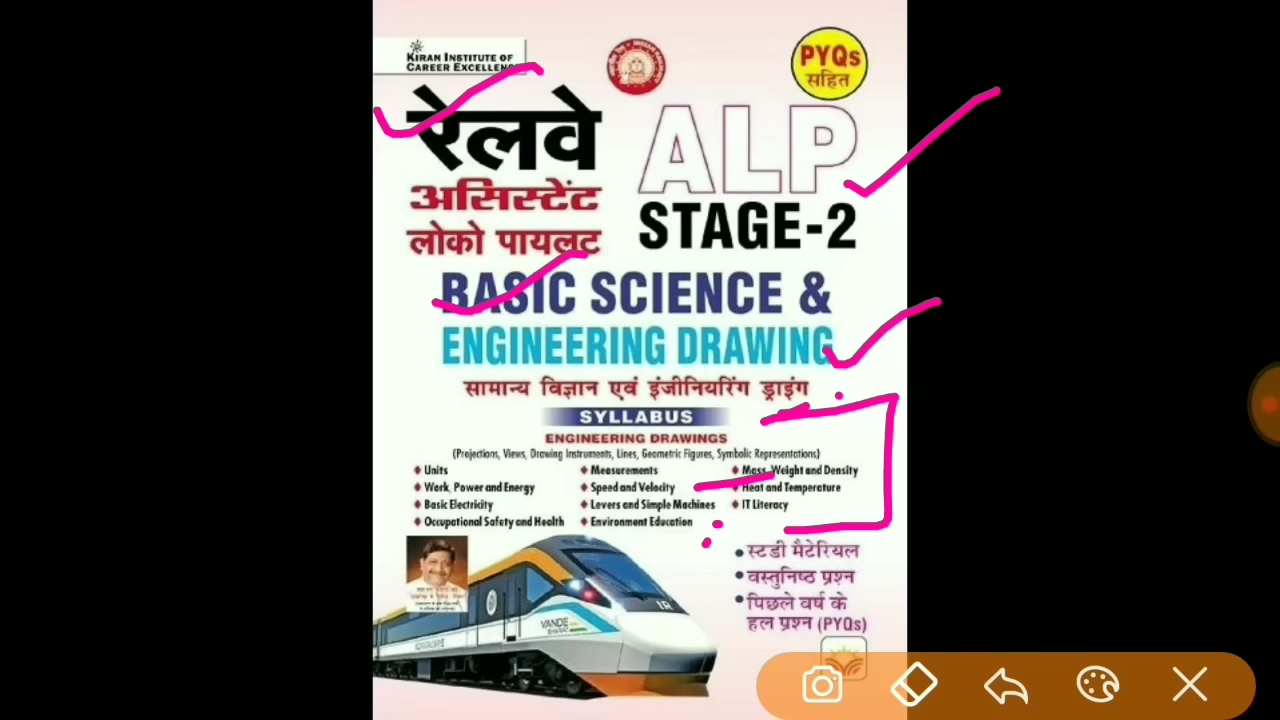 KIRAN INSTITUTE OF
CAREER EXCELLENCE
PYQs
सहित
रेलवे
असिस्टेंट
लोको पायलट
ALP
STAGE-2
BASIC SCIENCE &
ENGINEERING DRAWING
सामान्य विज्ञान एवं इंजीनियरिंग ड्राइंग
SYLLABUS
ENGINEERING DRAWINGS
(Projections, Views, Drawing Instruments, Lines, Geometric Figures, Symbolic Representations)
Units
Measurements
Mass, Weight and Density
Work, Power and Energy
Speed and Velocity
Heat and Temperature
Basic Electricity
Levers and Simple Machines
IT Literacy
Occupational Safety and Health
Environment Education
स्टडी मैटेरियल
वस्तुनिष्ठ प्रश्न
पिछले वर्ष के
हल प्रश्न (PYQs)
VANDE
BHARAT
IR